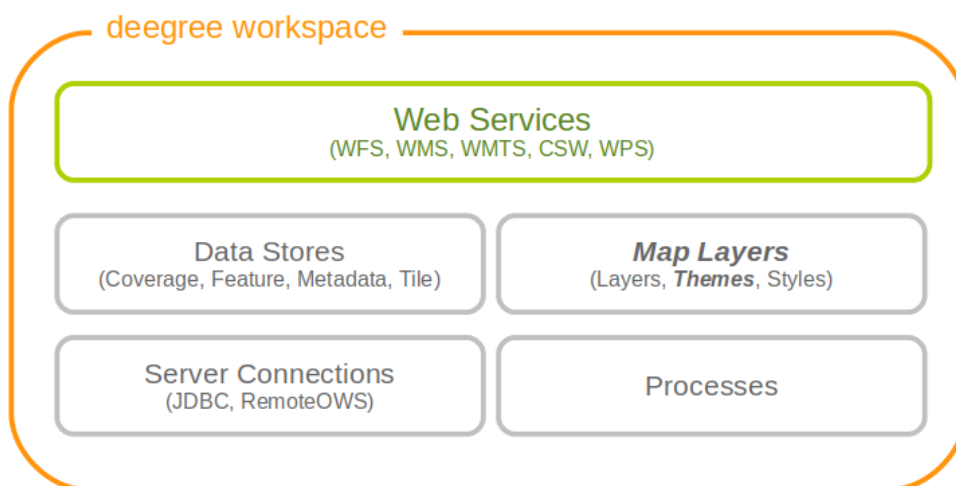 deegree workspace
Web Services
(WFS, WMS, WMTS, CSW, WPS)
Data Stores
(Coverage, Feature, Metadata, Tile)
Map Layers
(Layers, Themes, Styles)
Server Connections
(JDBC, RemoteOWS)
Processes